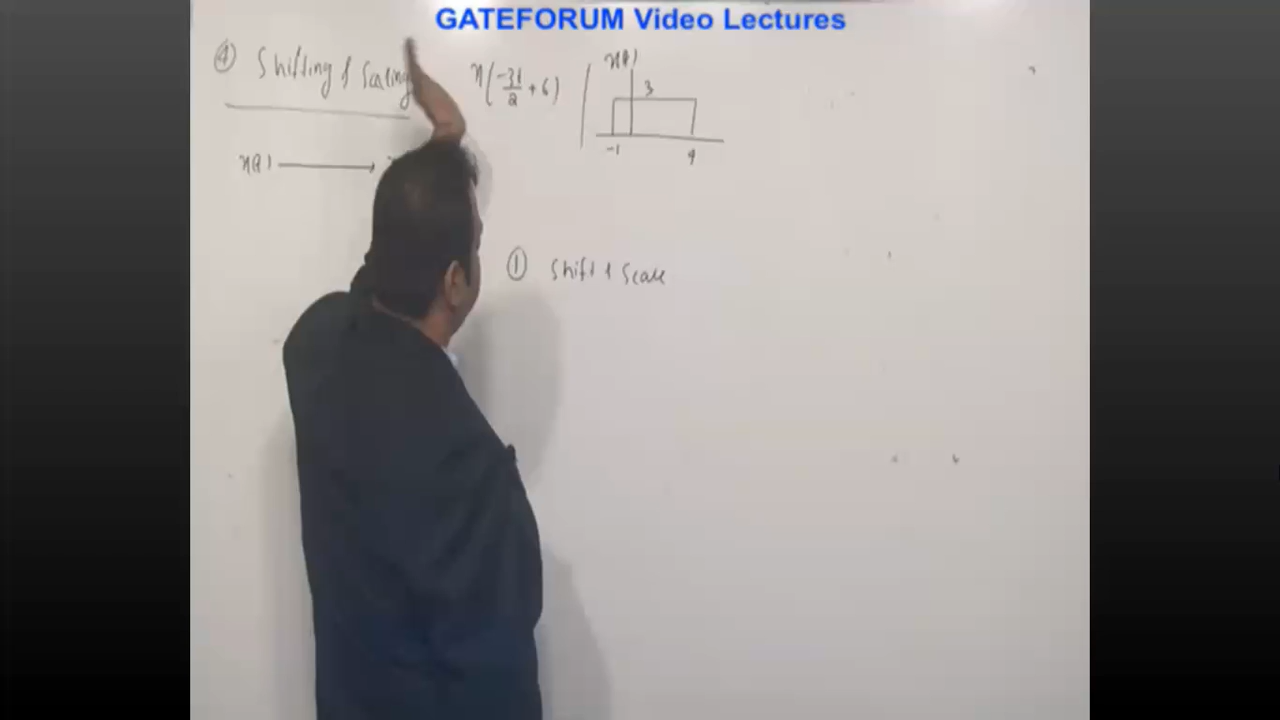 GATEFORUM Video Lectures
④ Shifting & Scaling
x(-3t/2 + 6)
x(t)
3
-1 4
x(t)
① Shift & Scale